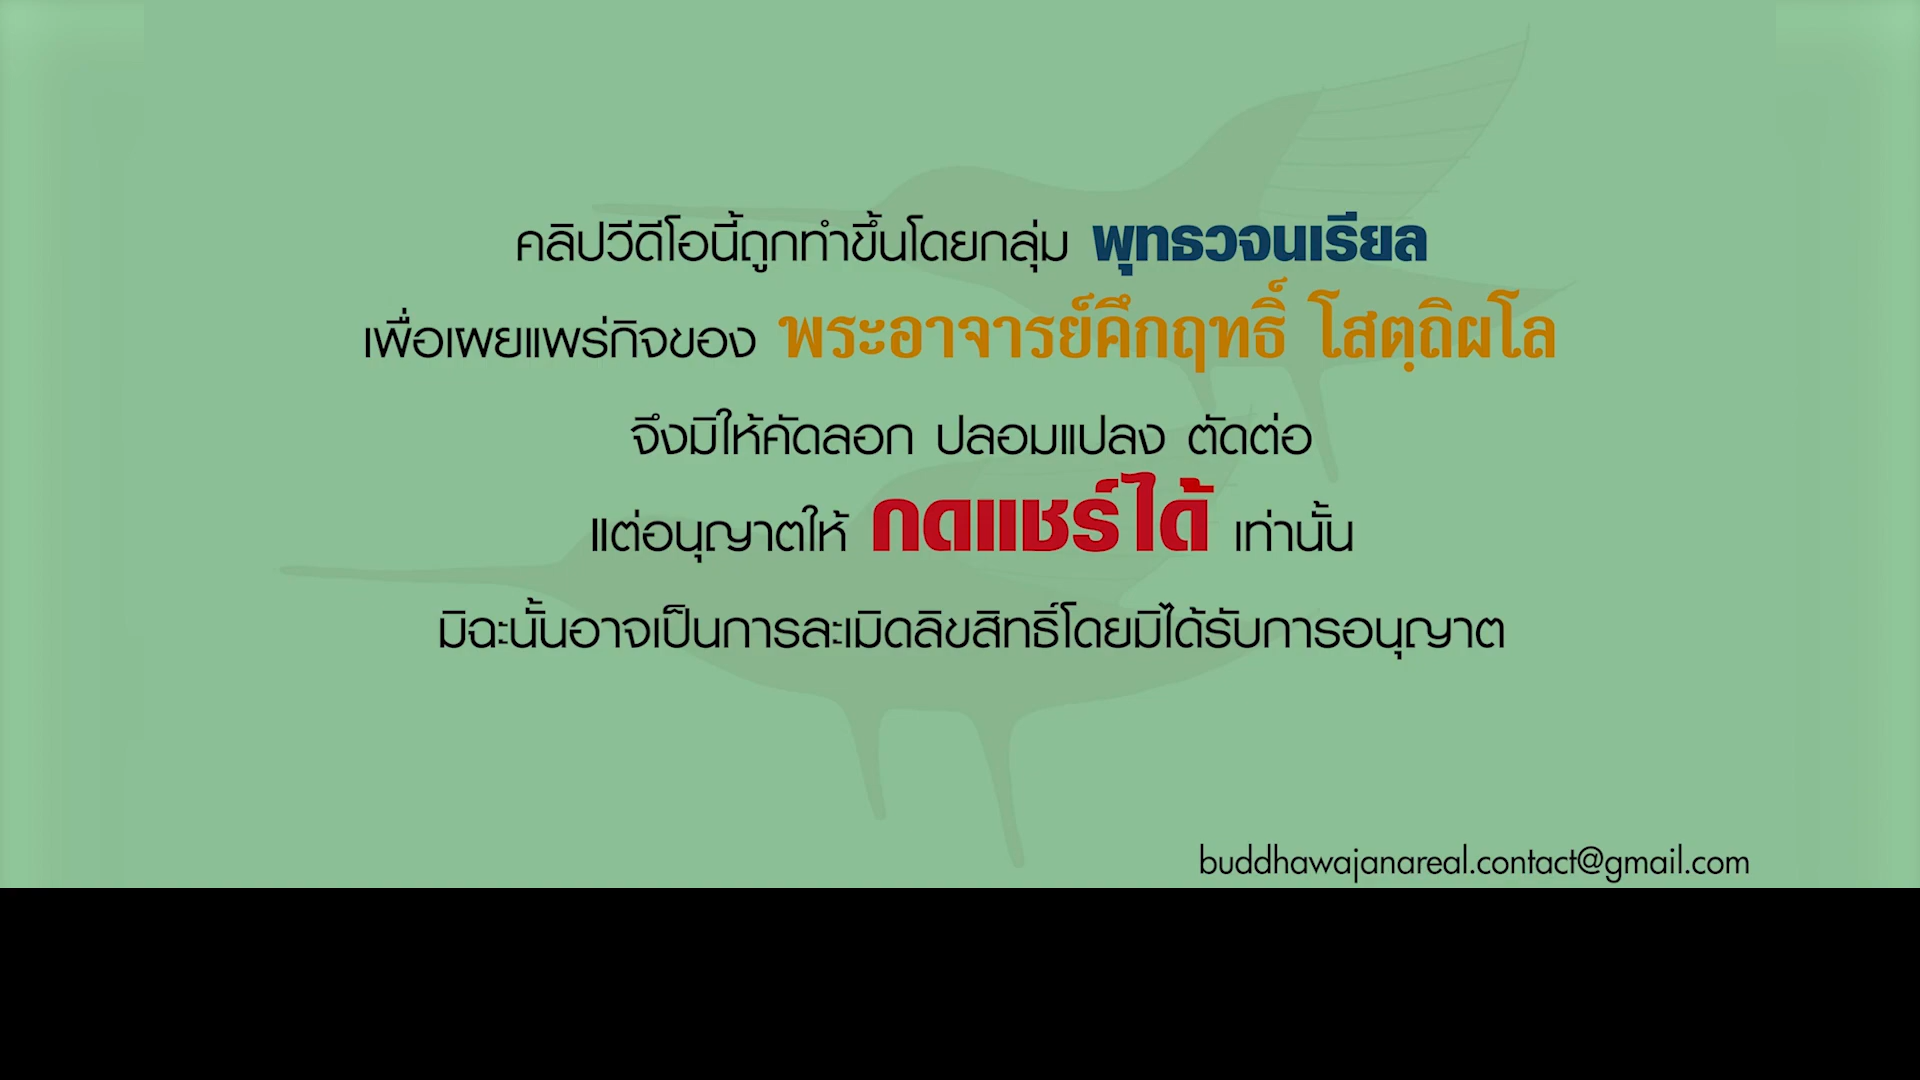 คลิปวีดีโอนี้ถูกทำขึ้นโดยกลุ่ม พุทธวจนเรียล
เพื่อเผยแพร่กิจของ พระอาจารย์คึกฤทธิ์ โสตฺถิผโล
จึงมิให้คัดลอก ปลอมแปลง ตัดต่อ
แต่อนุญาตให้ กดแชร์ได้ เท่านั้น
มิฉะนั้นอาจเป็นการละเมิดลิขสิทธิ์โดยมิได้รับการอนุญาต
buddhawajanareal.contact@gmail.com